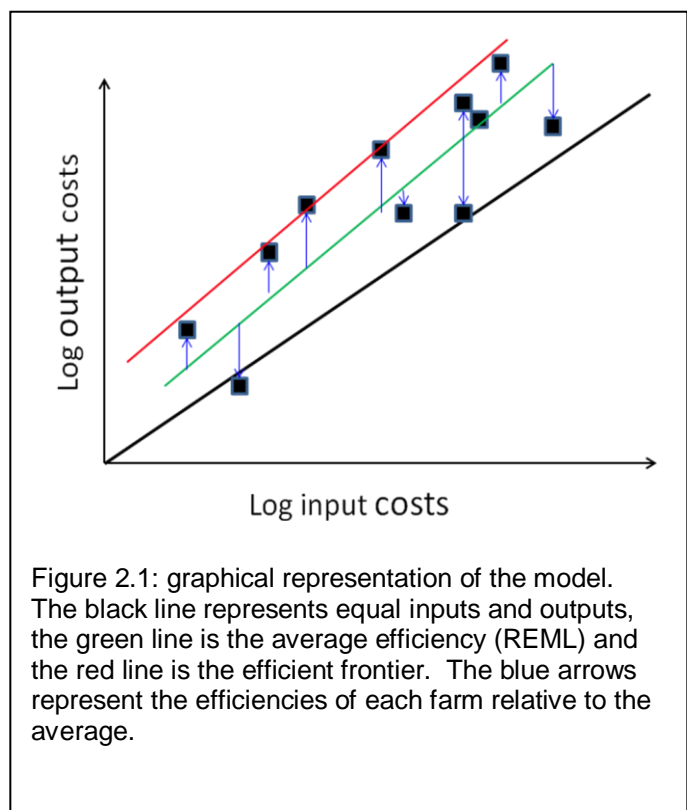 Log output costs
Log input costs
Figure 2.1: graphical representation of the model.
The black line represents equal inputs and outputs,
the green line is the average efficiency (REML) and
the red line is the efficient frontier.  The blue arrows
represent the efficiencies of each farm relative to the
average.